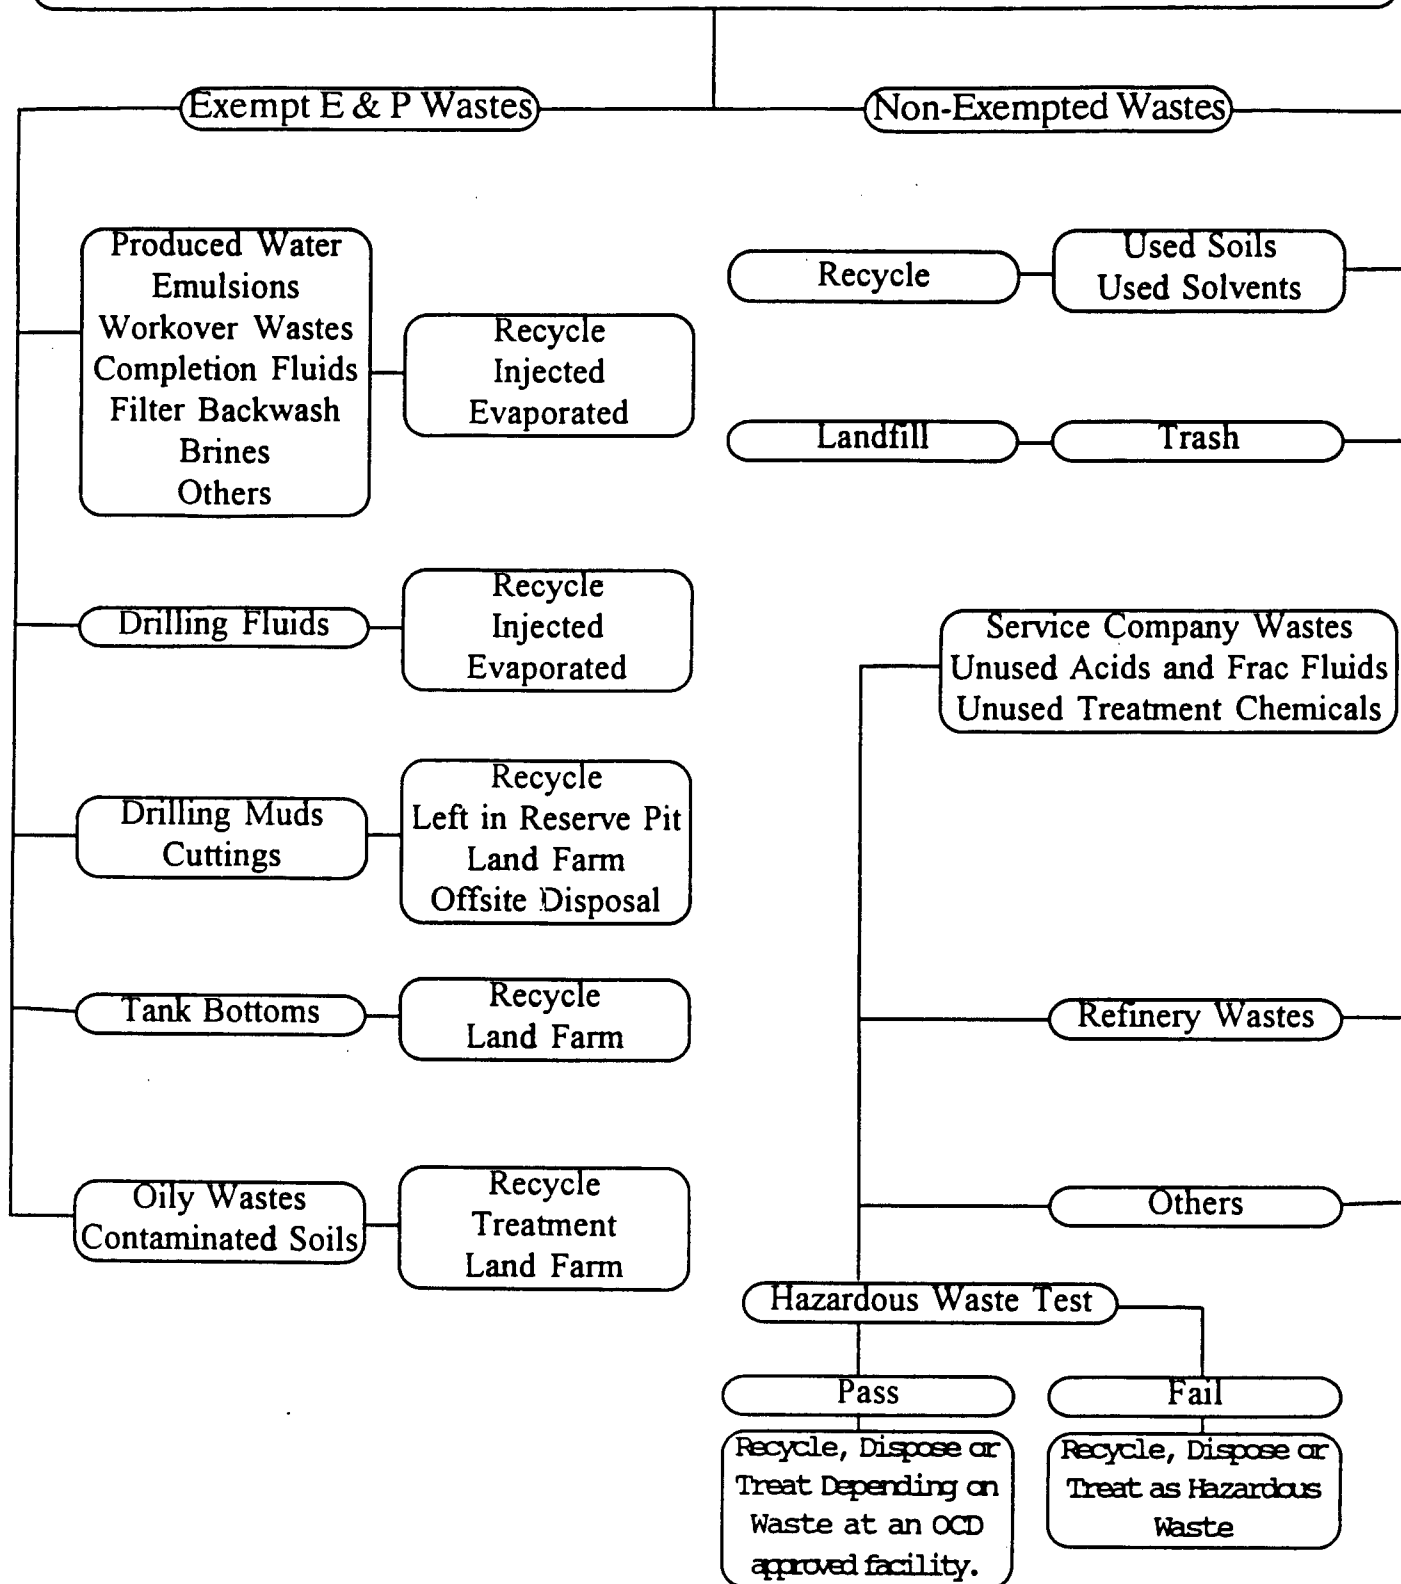 Exempt E & P Wastes
Non-Exempted Wastes
Produced Water
Emulsions
Workover Wastes
Completion Fluids
Filter Backwash
Brines
Others
Recycle
Injected
Evaporated
Recycle
Used Soils
Used Solvents
Landfill
Trash
Drilling Fluids
Recycle
Injected
Evaporated
Service Company Wastes
Unused Acids and Frac Fluids
Unused Treatment Chemicals
Drilling Muds
Cuttings
Recycle
Left in Reserve Pit
Land Farm
Offsite Disposal
Tank Bottoms
Recycle
Land Farm
Refinery Wastes
Oily Wastes
Contaminated Soils
Recycle
Treatment
Land Farm
Others
Hazardous Waste Test
Pass
Fail
Recycle, Dispose or
Treat Depending on
Waste at an OCD
approved facility.
Recycle, Dispose or
Treat as Hazardous
Waste